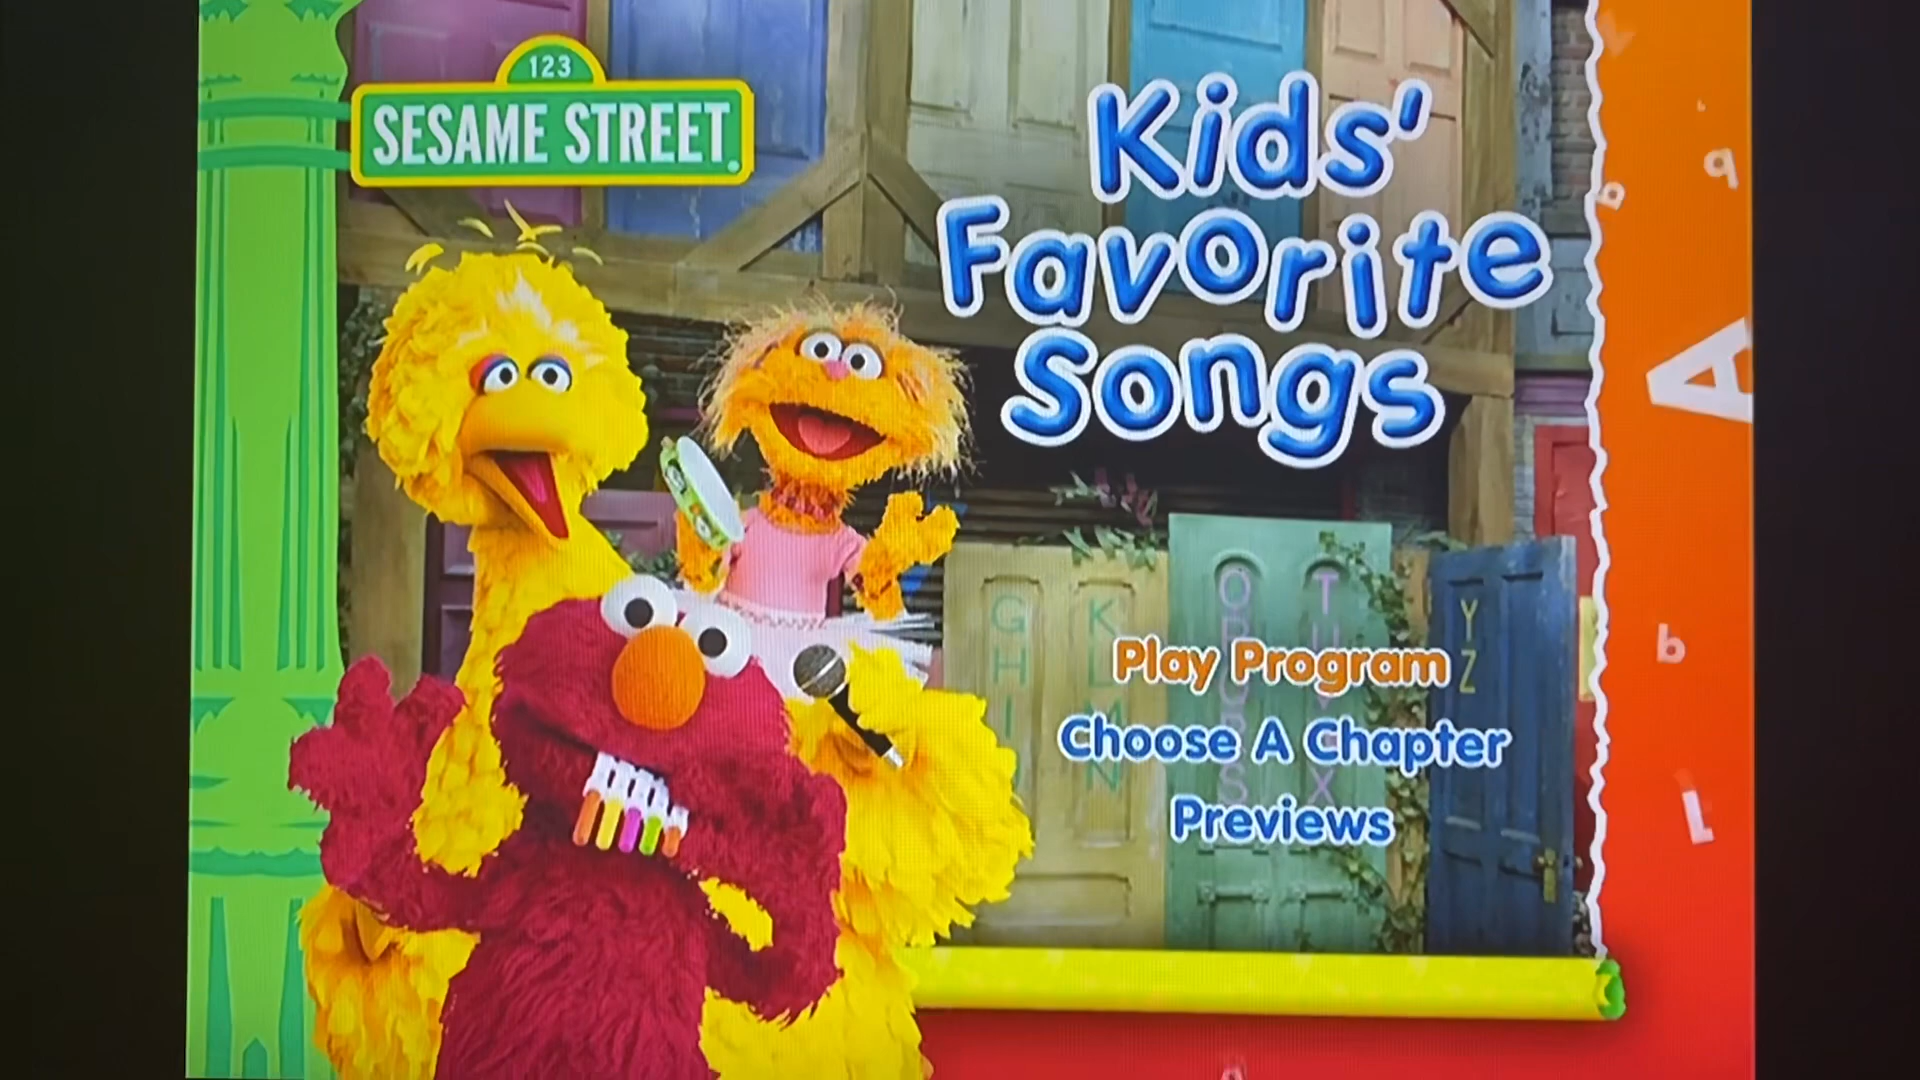 123
SESAME STREET
Kids'
Favorite
Songs
Play Program
Choose A Chapter
Previews
G
H
I
K
L
M
N
O
P
Q
R
S
T
U
V
X
Y
Z
A
b
q
L